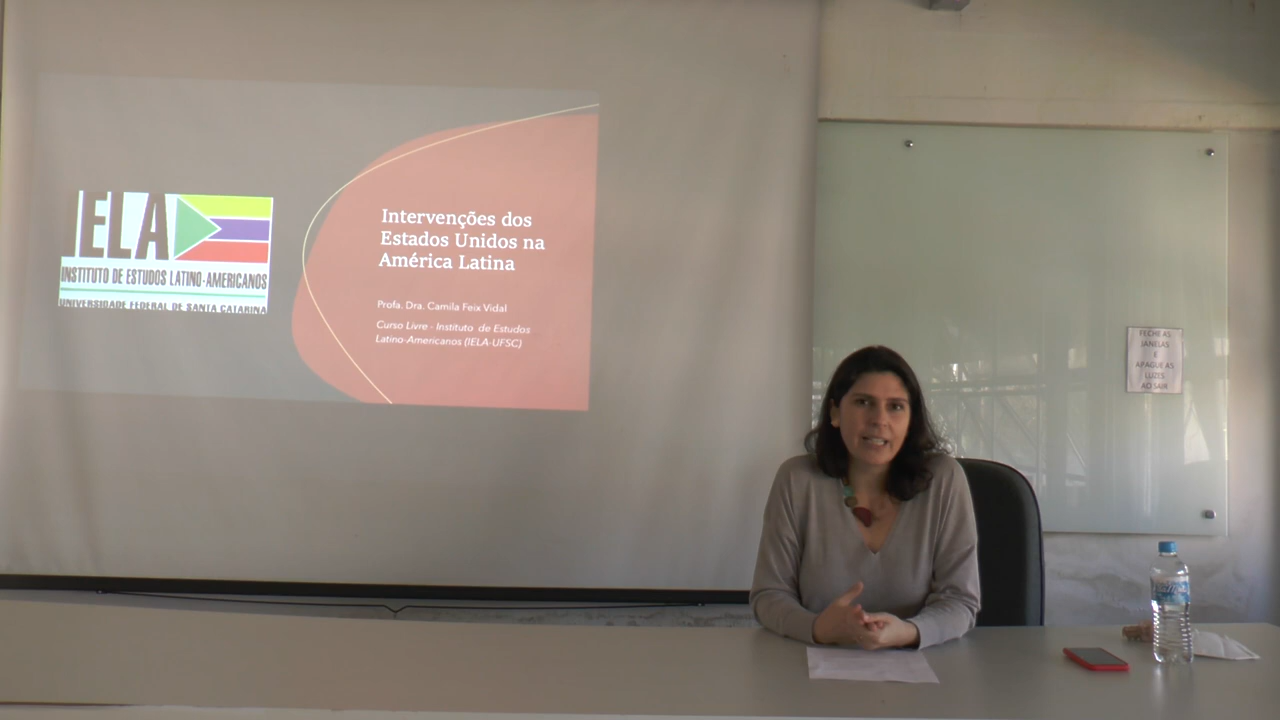 IELA
INSTITUTO DE ESTUDOS LATINO-AMERICANOS
UNIVERSIDADE FEDERAL DE SANTA CATARINA
Intervenções dos
Estados Unidos na
América Latina
Profa. Dra. Camila Feix Vidal
Curso Livre - Instituto de Estudos
Latino-Americanos (IELA-UFSC)
FECHE AS
JANELAS
E
APAGUE AS
LUZES
AO SAIR